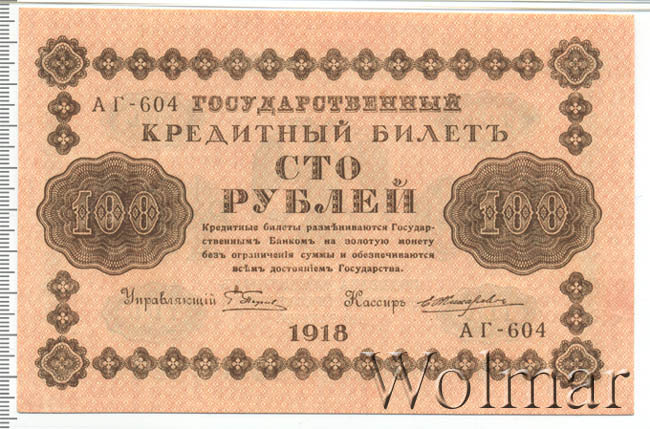 АГ-604 ГОСУДАРСТВЕННЫЙ
КРЕДИТНЫЙ БИЛЕТЪ
СТО
РУБЛЕЙ
100
100
Кредитные билеты размѣниваются Государ-
ственнымъ Банкомъ на золотую монету
безъ ограниченія суммы и обезпечиваются
всѣмъ достояніемъ Государства.
Управляющій
Кассиръ
1918
АГ-604
Wolmar